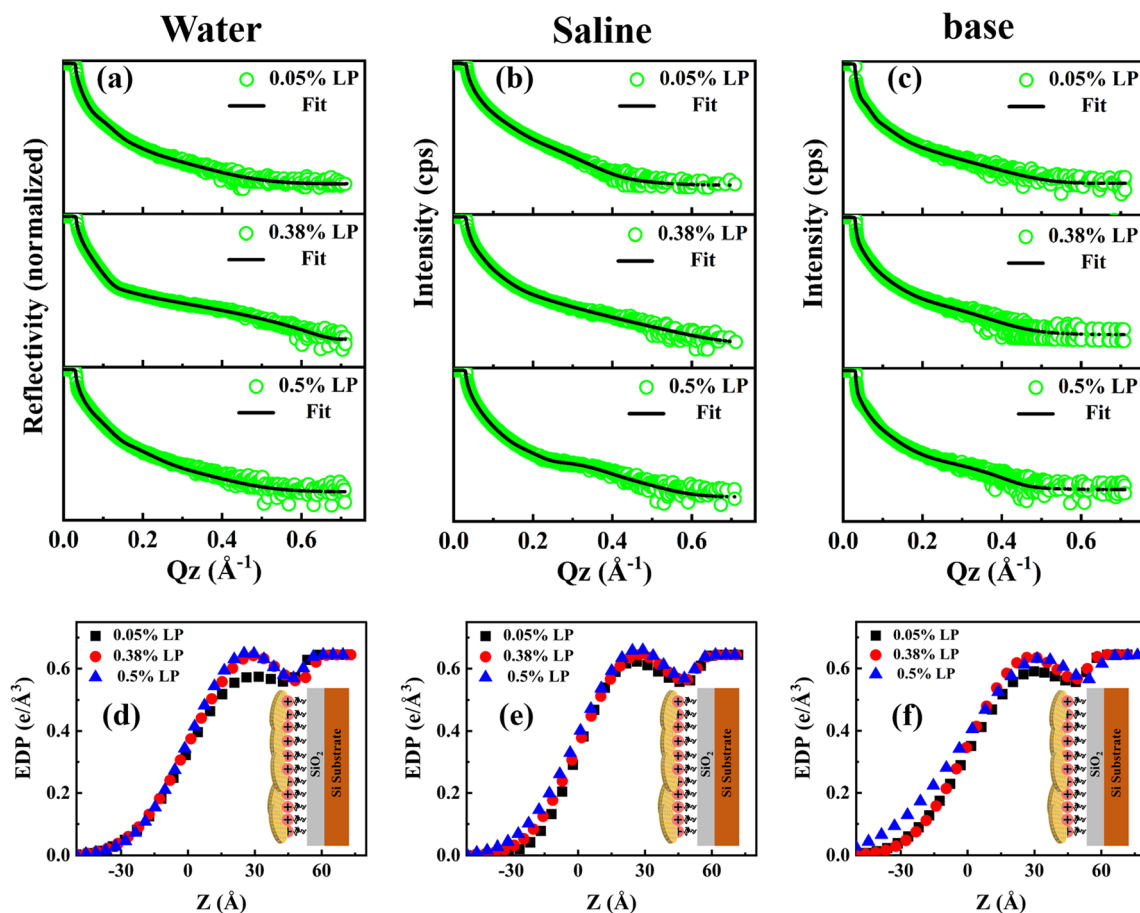 Water
Saline
base
(a)
0.05% LP
Fit
0.38% LP
Fit
0.5% LP
Fit
Reflectivity (normalized)
0.0 0.2 0.4 0.6
Qz (Å-1)
(b)
0.05% LP
Fit
0.38% LP
Fit
0.5% LP
Fit
Intensity (cps)
0.0 0.2 0.4 0.6
Qz (Å-1)
(c)
0.05% LP
Fit
0.38% LP
Fit
0.5% LP
Fit
Intensity (cps)
0.0 0.2 0.4 0.6
Qz (Å-1)
0.05% LP
0.38% LP
0.5% LP
(d)
EDP (e/Å3)
0.6
0.4
0.2
0.0
-30 0 30 60
Z (Å)
SiO2
Si Substrate
0.05% LP
0.38% LP
0.5% LP
(e)
EDP (e/Å3)
0.6
0.4
0.2
0.0
-30 0 30 60
Z (Å)
SiO2
Si Substrate
0.05% LP
0.38% LP
0.5% LP
(f)
EDP (e/Å3)
0.6
0.4
0.2
0.0
-30 0 30 60
Z (Å)
SiO2
Si Substrate